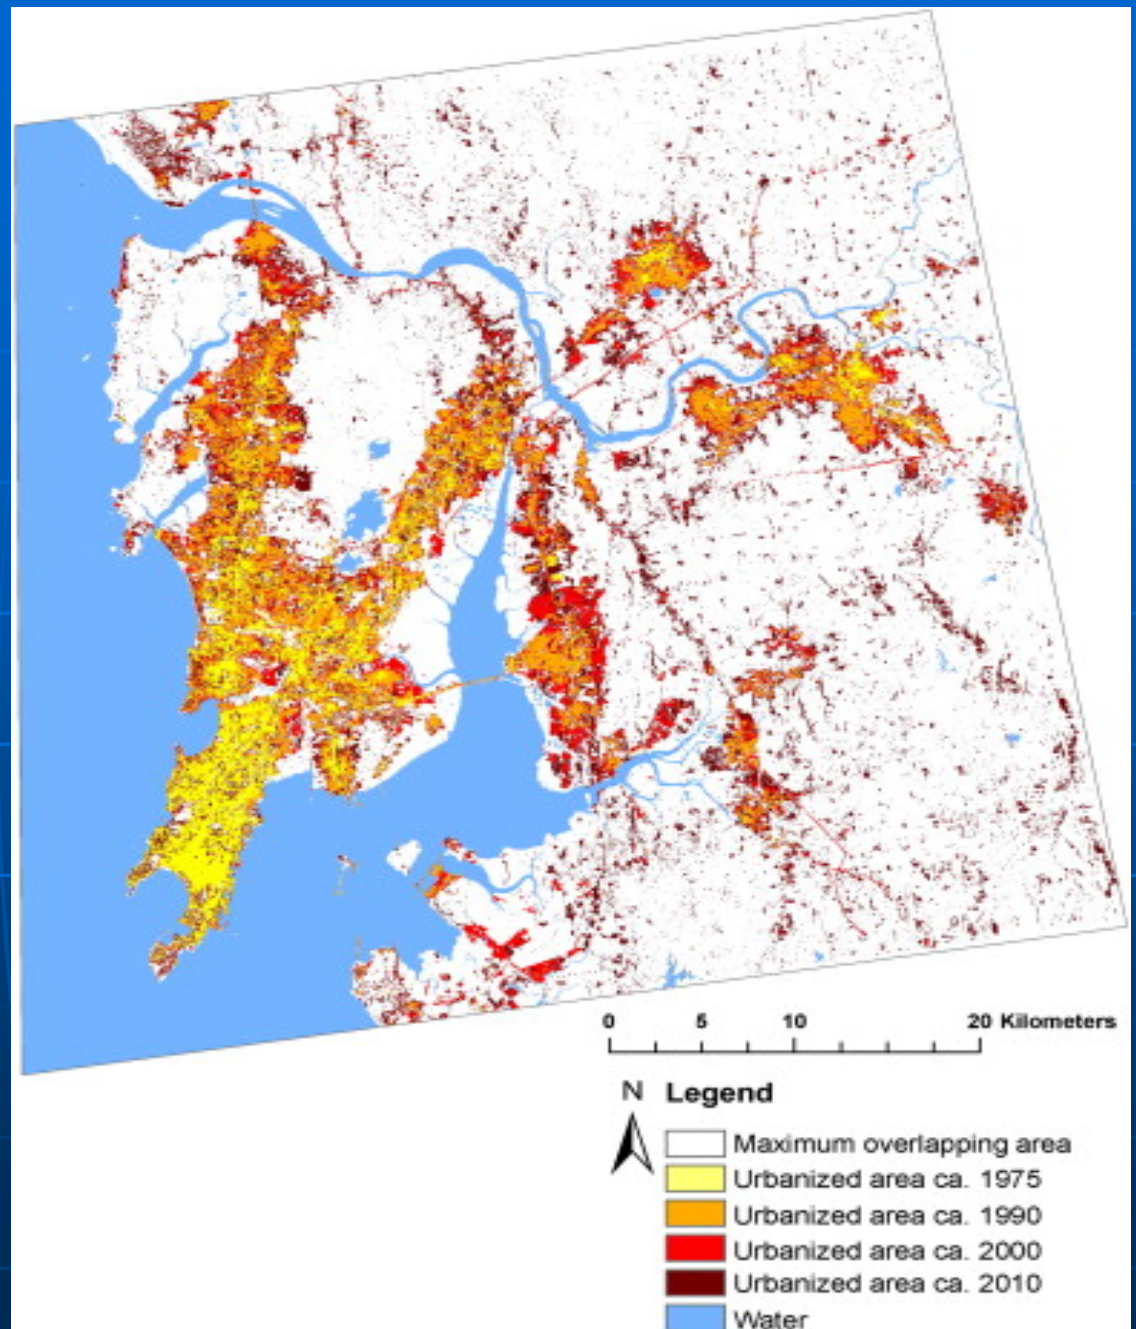 0 5 10 20 Kilometers
N Legend
Maximum overlapping area
Urbanized area ca. 1975
Urbanized area ca. 1990
Urbanized area ca. 2000
Urbanized area ca. 2010
Water